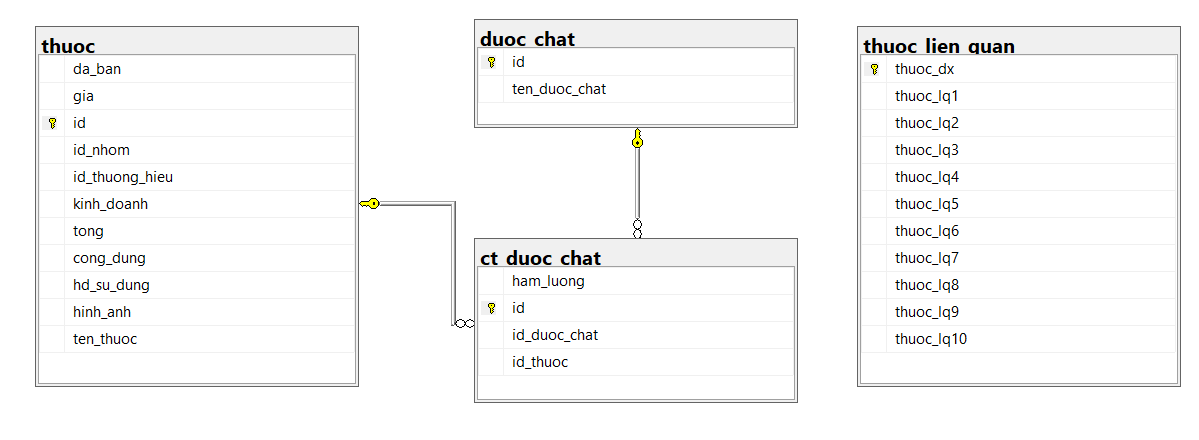 thuoc
da_ban
gia
id
id_nhom
id_thuong_hieu
kinh_doanh
tong
cong_dung
hd_su_dung
hinh_anh
ten_thuoc
duoc_chat
id
ten_duoc_chat
ct_duoc_chat
ham_luong
id
id_duoc_chat
id_thuoc
thuoc_lien_quan
thuoc_dx
thuoc_lq1
thuoc_lq2
thuoc_lq3
thuoc_lq4
thuoc_lq5
thuoc_lq6
thuoc_lq7
thuoc_lq8
thuoc_lq9
thuoc_lq10